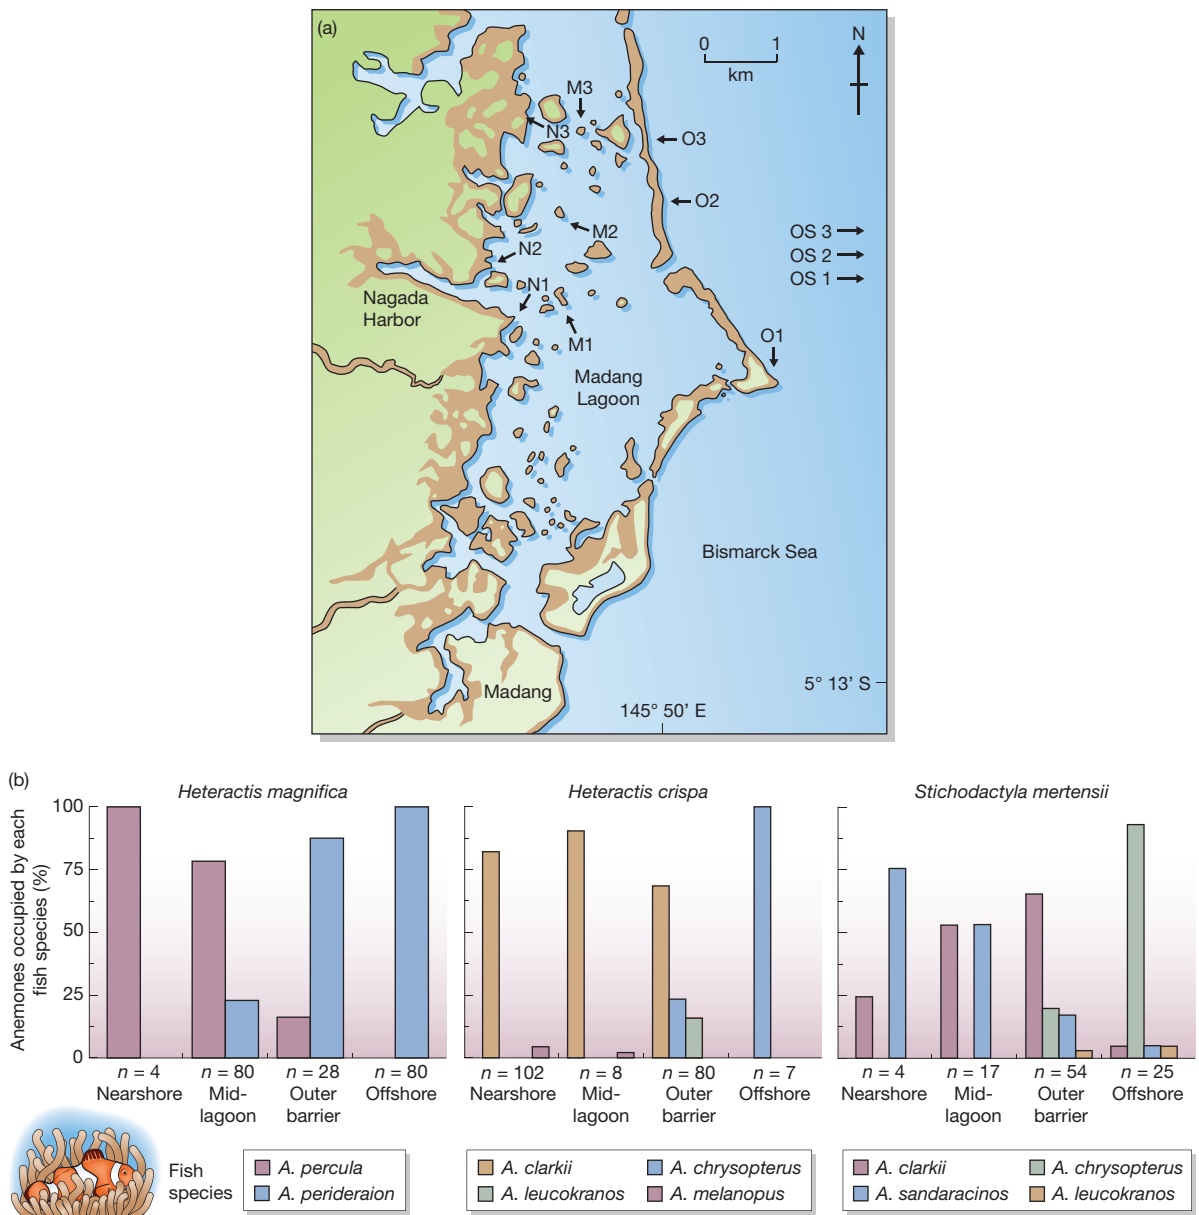 (a)
0 1
km
N
M3
N3
O3
O2
M2
N2
OS 3
OS 2
OS 1
N1
Nagada
Harbor
M1
O1
Madang
Lagoon
Bismarck Sea
5° 13’ S
Madang
145° 50’ E
(b)
Anemones occupied by each
fish species (%)
Heteractis magnifica
100
75
50
25
0
n = 4
Nearshore
n = 80
Mid-
lagoon
n = 28
Outer
barrier
n = 80
Offshore
Heteractis crispa
n = 102
Nearshore
n = 8
Mid-
lagoon
n = 80
Outer
barrier
n = 7
Offshore
Stichodactyla mertensii
n = 4
Nearshore
n = 17
Mid-
lagoon
n = 54
Outer
barrier
n = 25
Offshore
Fish
species
A. percula
A. perideraion
A. clarkii
A. chrysopterus
A. leucokranos
A. melanopus
A. clarkii
A. chrysopterus
A. sandaracinos
A. leucokranos